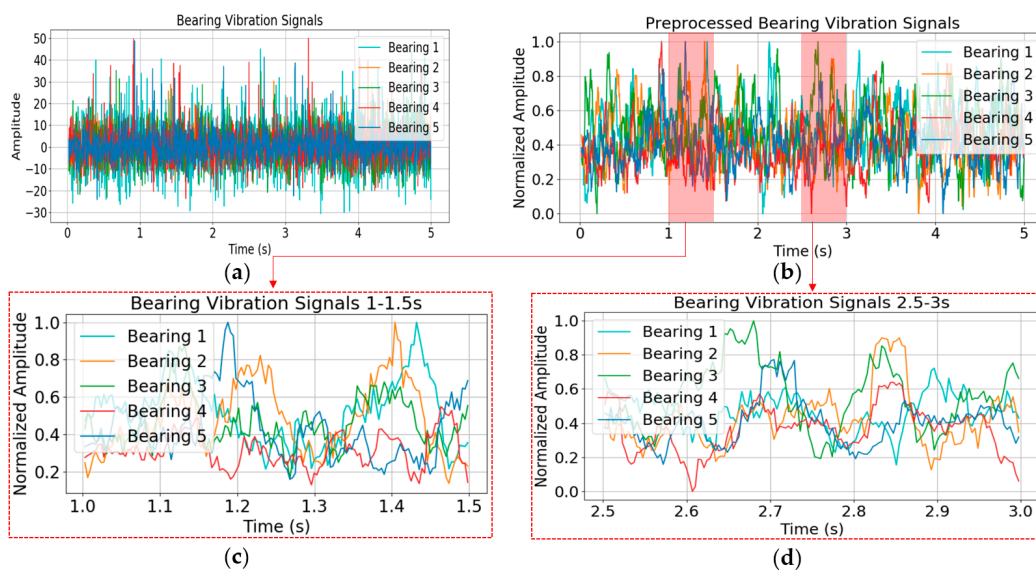 Bearing Vibration Signals
Amplitude
50
40
30
20
10
0
−10
−20
−30
Bearing 1
Bearing 2
Bearing 3
Bearing 4
Bearing 5
0 1 2 3 4 5
Time (s)
(a)
Preprocessed Bearing Vibration Signals
Normalized Amplitude
1.0
0.8
0.6
0.4
0.2
0.0
Bearing 1
Bearing 2
Bearing 3
Bearing 4
Bearing 5
0 1 2 3 4 5
Time (s)
(b)
Bearing Vibration Signals 1-1.5s
Normalized Amplitude
1.0
0.8
0.6
0.4
0.2
Bearing 1
Bearing 2
Bearing 3
Bearing 4
Bearing 5
1.0 1.1 1.2 1.3 1.4 1.5
Time (s)
(c)
Bearing Vibration Signals 2.5-3s
Normalized Amplitude
1.0
0.8
0.6
0.4
0.2
0.0
Bearing 1
Bearing 2
Bearing 3
Bearing 4
Bearing 5
2.5 2.6 2.7 2.8 2.9 3.0
Time (s)
(d)